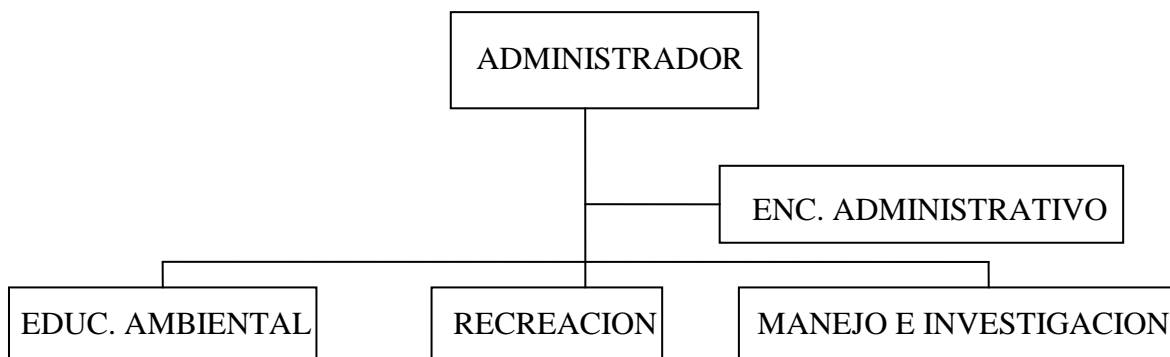 ADMINISTRADOR
ENC. ADMINISTRATIVO
EDUC. AMBIENTAL
RECREACION
MANEJO E INVESTIGACION